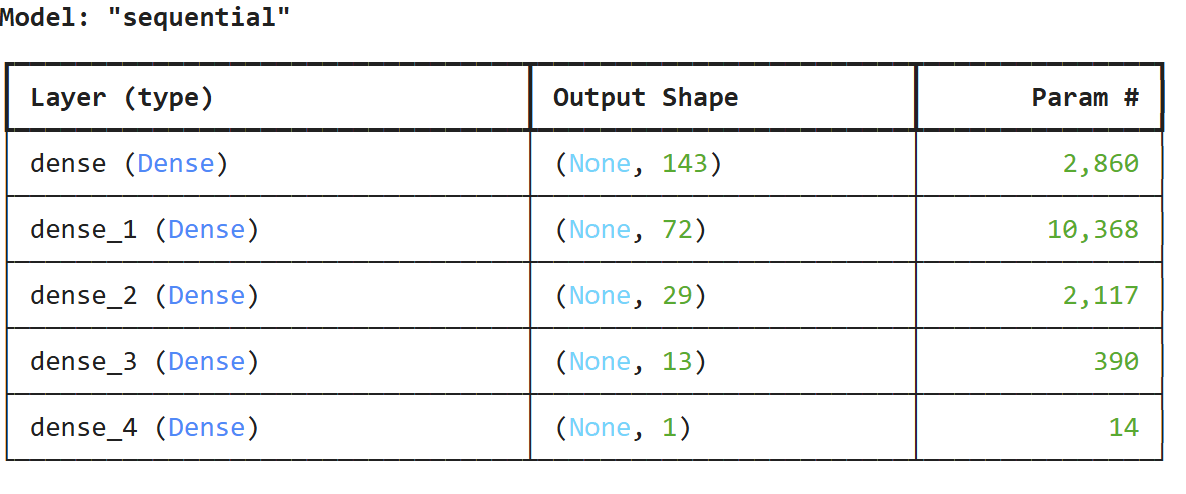 Model: "sequential"
Layer (type) Output Shape Param #
dense (Dense) (None, 143) 2,860
dense_1 (Dense) (None, 72) 10,368
dense_2 (Dense) (None, 29) 2,117
dense_3 (Dense) (None, 13) 390
dense_4 (Dense) (None, 1) 14